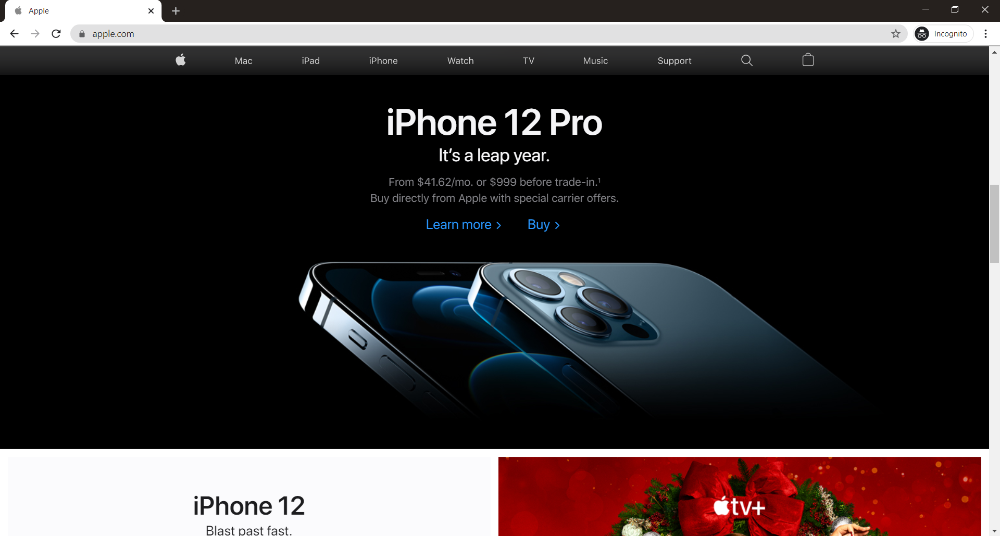 Apple
apple.com
Incognito
Mac iPad iPhone Watch TV Music Support
iPhone 12 Pro
It's a leap year.
From $41.62/mo. or $999 before trade-in.¹
Buy directly from Apple with special carrier offers.
Learn more > Buy >
iPhone 12
Blast past fast.
tv+